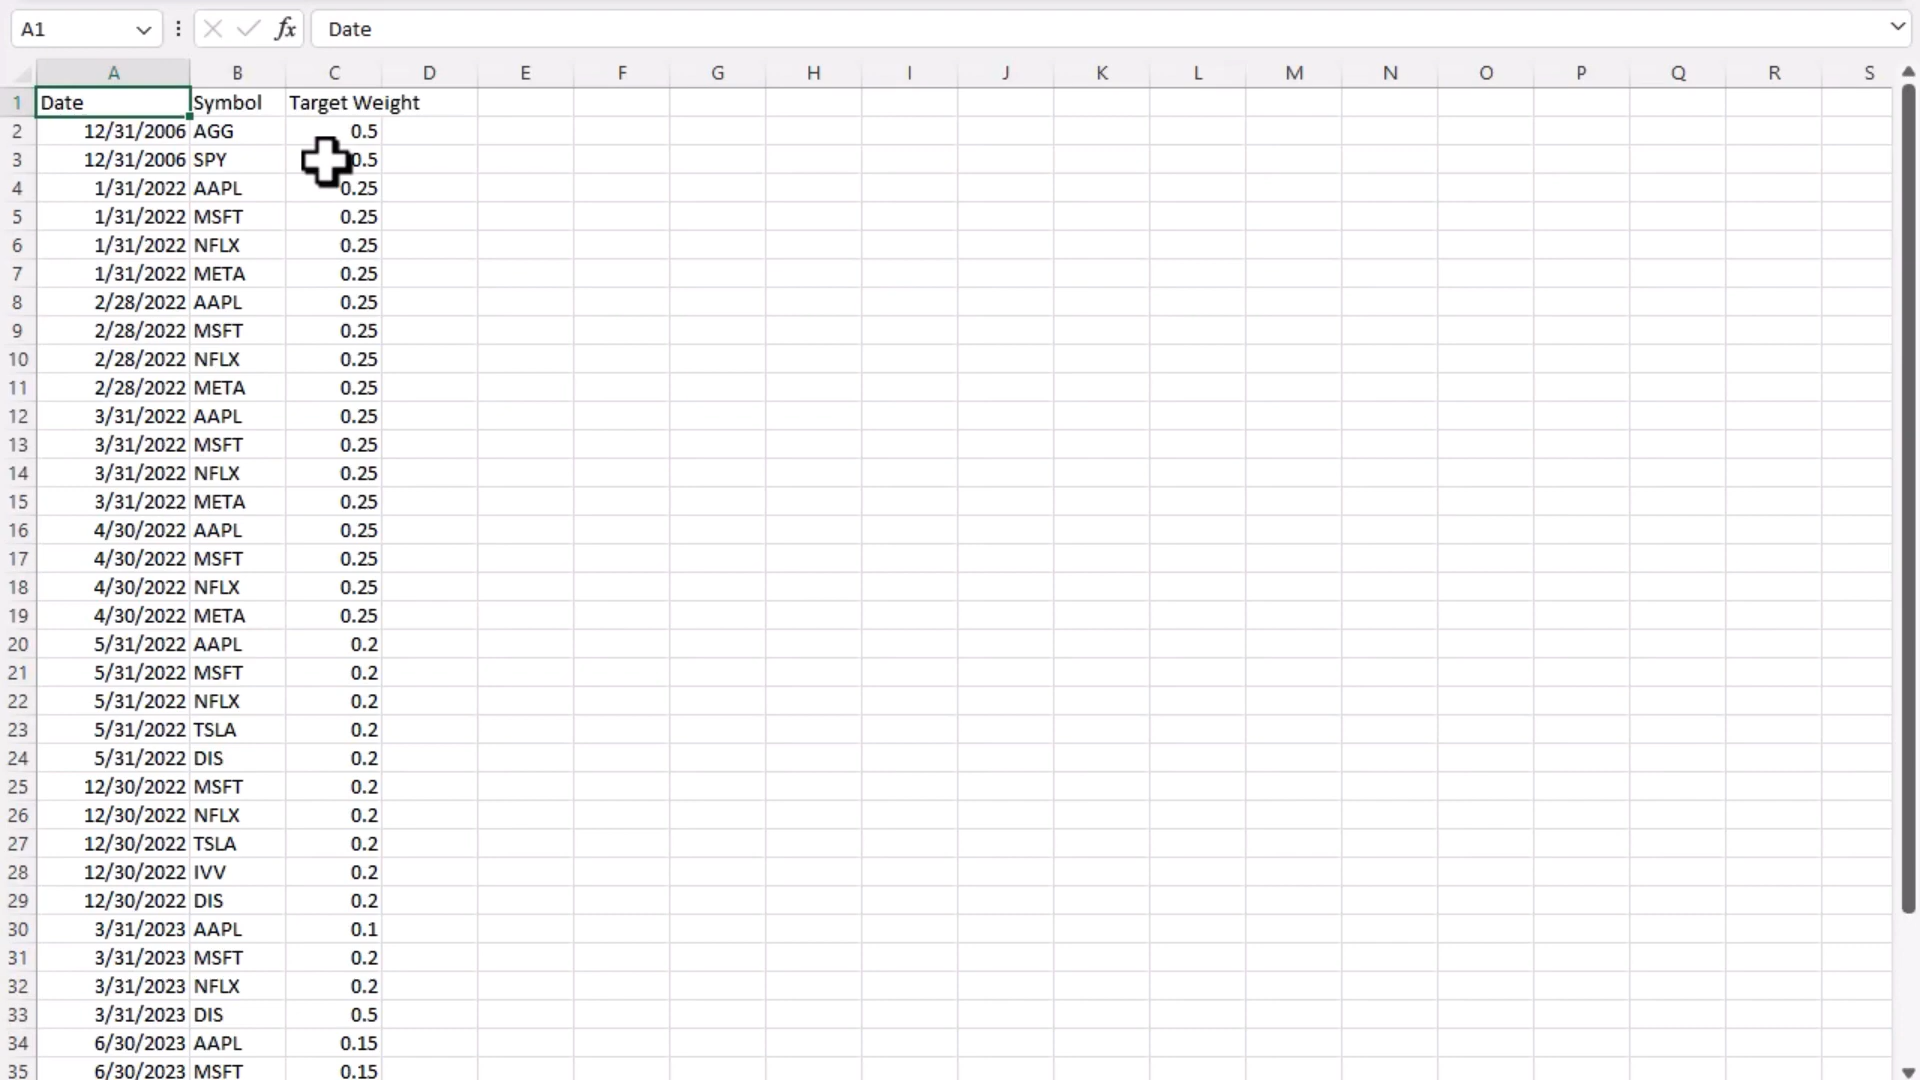 A1 fx Date
A B C D E F G H I J K L M N O P Q R S
1 Date Symbol Target Weight
2 12/31/2006 AGG 0.5
3 12/31/2006 SPY 0.5
4 1/31/2022 AAPL 0.25
5 1/31/2022 MSFT 0.25
6 1/31/2022 NFLX 0.25
7 1/31/2022 META 0.25
8 2/28/2022 AAPL 0.25
9 2/28/2022 MSFT 0.25
10 2/28/2022 NFLX 0.25
11 2/28/2022 META 0.25
12 3/31/2022 AAPL 0.25
13 3/31/2022 MSFT 0.25
14 3/31/2022 NFLX 0.25
15 3/31/2022 META 0.25
16 4/30/2022 AAPL 0.25
17 4/30/2022 MSFT 0.25
18 4/30/2022 NFLX 0.25
19 4/30/2022 META 0.25
20 5/31/2022 AAPL 0.2
21 5/31/2022 MSFT 0.2
22 5/31/2022 NFLX 0.2
23 5/31/2022 TSLA 0.2
24 5/31/2022 DIS 0.2
25 12/30/2022 MSFT 0.2
26 12/30/2022 NFLX 0.2
27 12/30/2022 TSLA 0.2
28 12/30/2022 IVV 0.2
29 12/30/2022 DIS 0.2
30 3/31/2023 AAPL 0.1
31 3/31/2023 MSFT 0.2
32 3/31/2023 NFLX 0.2
33 3/31/2023 DIS 0.5
34 6/30/2023 AAPL 0.15
35 6/30/2023 MSFT 0.15